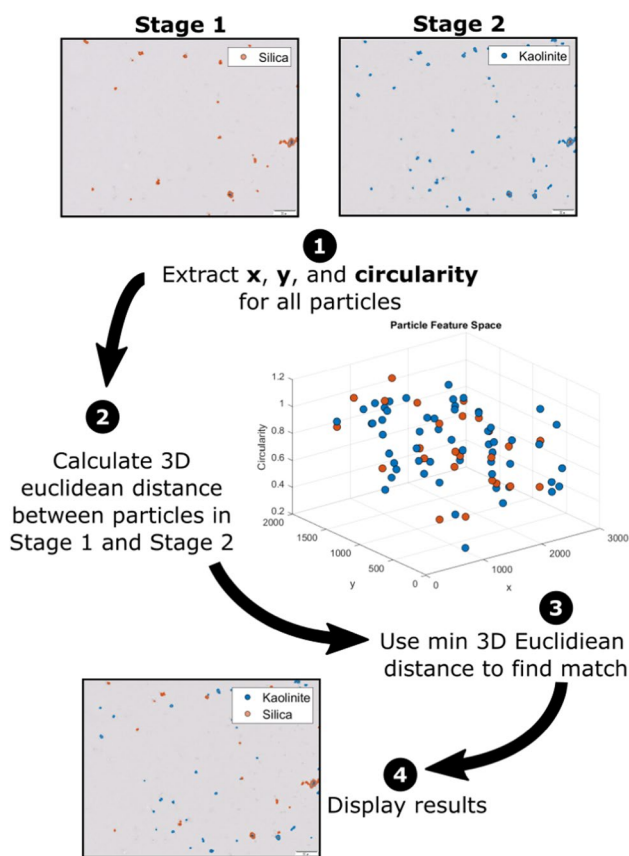 Stage 1
Stage 2
Silica
Kaolinite
1
Extract x, y, and circularity
for all particles
Particle Feature Space
1.2
1
0.8
0.6
0.4
0.2
Circularity
2000
1500
1000
500
0
y
0
1000
2000
3000
x
2
Calculate 3D
euclidean distance
between particles in
Stage 1 and Stage 2
3
Use min 3D Euclidiean
distance to find match
Kaolinite
Silica
4
Display results